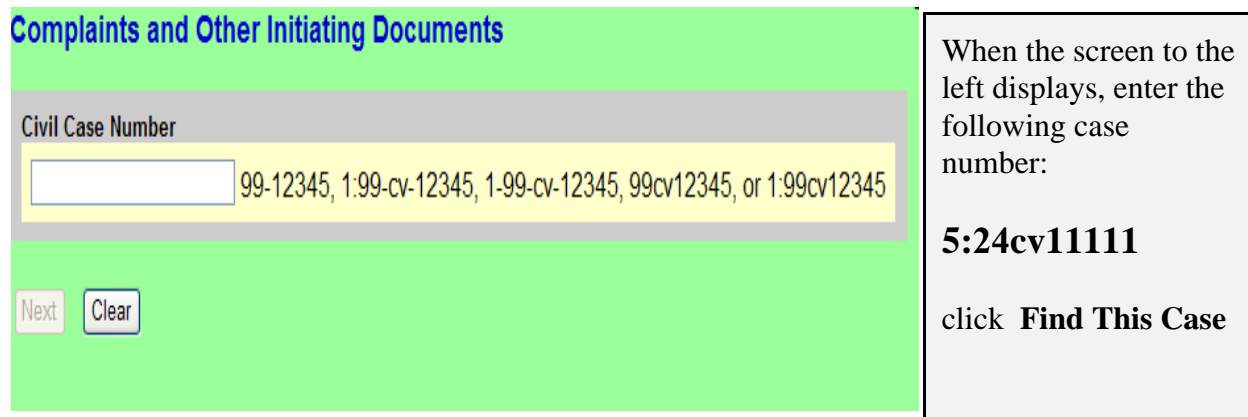 Complaints and Other Initiating Documents
Civil Case Number
99-12345, 1:99-cv-12345, 1-99-cv-12345, 99cv12345, or 1:99cv12345
Next Clear
When the screen to the
left displays, enter the
following case
number:
5:24cv11111
click Find This Case